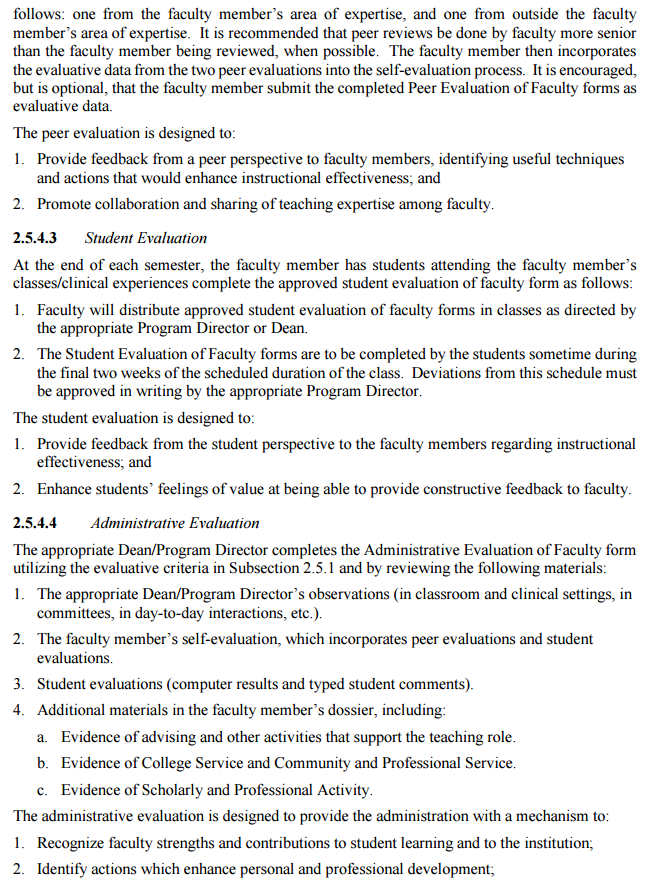 follows: one from the faculty member's area of expertise, and one from outside the faculty
member's area of expertise. It is recommended that peer reviews be done by faculty more senior
than the faculty member being reviewed, when possible. The faculty member then incorporates
the evaluative data from the two peer evaluations into the self-evaluation process. It is encouraged,
but is optional, that the faculty member submit the completed Peer Evaluation of Faculty forms as
evaluative data.
The peer evaluation is designed to:
1. Provide feedback from a peer perspective to faculty members, identifying useful techniques
and actions that would enhance instructional effectiveness; and
2. Promote collaboration and sharing of teaching expertise among faculty.
2.5.4.3 Student Evaluation
At the end of each semester, the faculty member has students attending the faculty member's
classes/clinical experiences complete the approved student evaluation of faculty form as follows:
1. Faculty will distribute approved student evaluation of faculty forms in classes as directed by
the appropriate Program Director or Dean.
2. The Student Evaluation of Faculty forms are to be completed by the students sometime during
the final two weeks of the scheduled duration of the class. Deviations from this schedule must
be approved in writing by the appropriate Program Director.
The student evaluation is designed to:
1. Provide feedback from the student perspective to the faculty members regarding instructional
effectiveness; and
2. Enhance students' feelings of value at being able to provide constructive feedback to faculty.
2.5.4.4 Administrative Evaluation
The appropriate Dean/Program Director completes the Administrative Evaluation of Faculty form
utilizing the evaluative criteria in Subsection 2.5.1 and by reviewing the following materials:
1. The appropriate Dean/Program Director's observations (in classroom and clinical settings, in
committees, in day-to-day interactions, etc.).
2. The faculty member's self-evaluation, which incorporates peer evaluations and student
evaluations.
3. Student evaluations (computer results and typed student comments).
4. Additional materials in the faculty member's dossier, including:
a. Evidence of advising and other activities that support the teaching role.
b. Evidence of College Service and Community and Professional Service.
c. Evidence of Scholarly and Professional Activity.
The administrative evaluation is designed to provide the administration with a mechanism to:
1. Recognize faculty strengths and contributions to student learning and to the institution;
2. Identify actions which enhance personal and professional development;